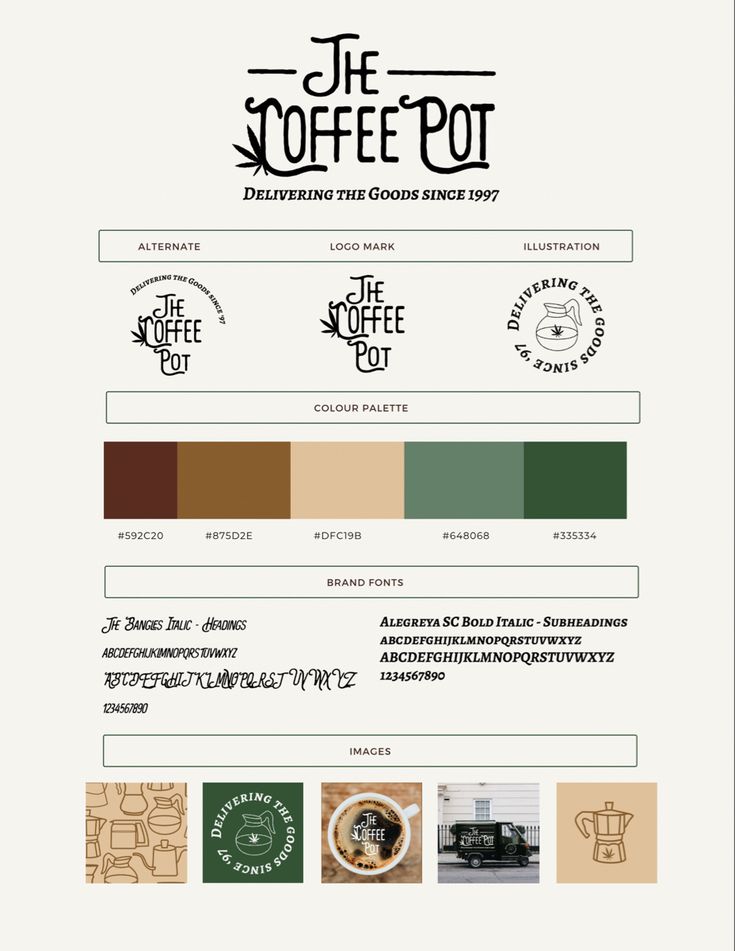 The
Coffee Pot
Delivering the Goods since 1997
ALTERNATE LOGO MARK ILLUSTRATION
Delivering the Goods since '97
The
Coffee
Pot
The
Coffee
Pot
Delivering the Goods since '97
COLOUR PALETTE
#592C20 #875D2E #DFC19B #648068 #335334
BRAND FONTS
The Bangles Italic - Headings
ABCDEFGHIJKLMNOPQRSTUVWXYZ
ABCDEFGHIJKLMNOPQRSTUVWXYZ
1234567890
Alegreya SC Bold Italic - Subheadings
abcdefghijklmnopqrstuvwxyz
ABCDEFGHIJKLMNOPQRSTUVWXYZ
1234567890
IMAGES
Delivering the Goods since '97
The
Coffee
Pot
The
Coffee Pot